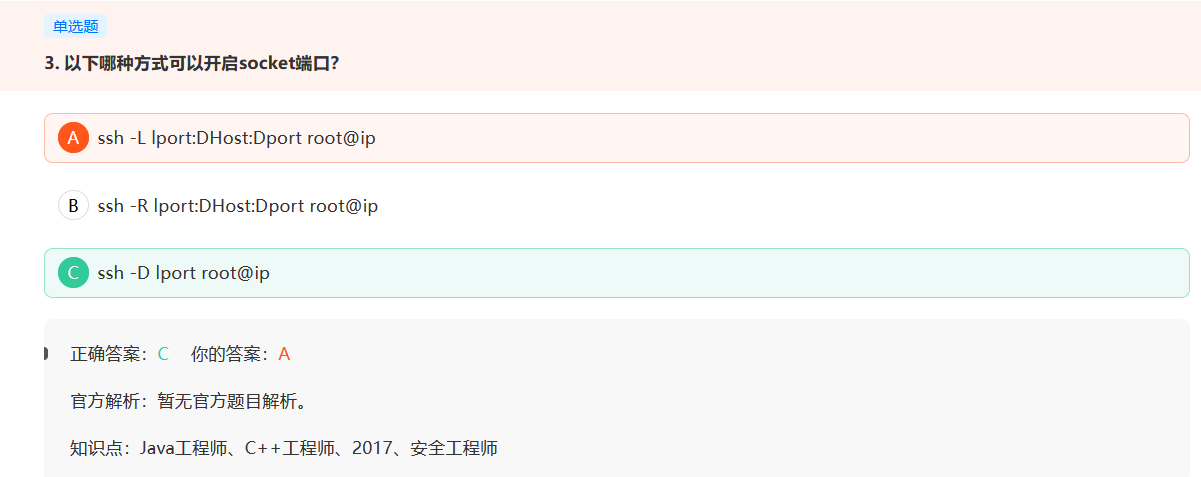 单选题
3. 以下哪种方式可以开启socket端口?
A ssh -L lport:DHost:Dport root@ip
B ssh -R lport:DHost:Dport root@ip
C ssh -D lport root@ip
正确答案：C 你的答案：A
官方解析：暂无官方题目解析。
知识点：Java工程师、C++工程师、2017、安全工程师